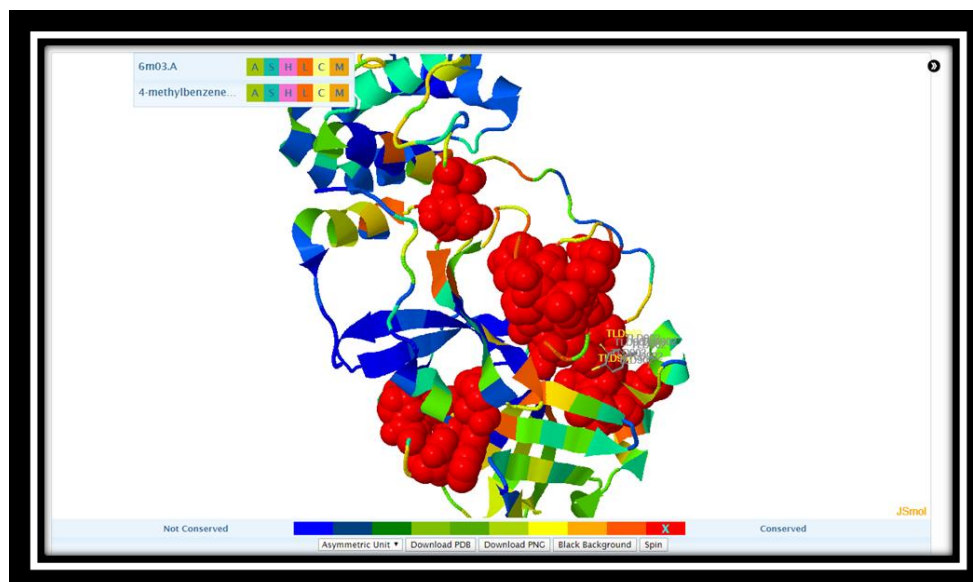 6m03.A A S H L C M
4-methylbenzene... A S H L C M
JSmol
Not Conserved X Conserved
Asymmetric Unit Download PDB Download PNG Black Background Spin